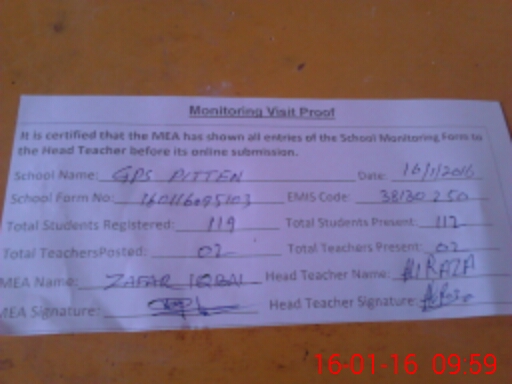 Monitoring Visit Proof
It is certified that the MEA has shown all entries of the School Monitoring Form to
the Head Teacher before its online submission.
School Name: GPS PITTEN Date: 16/1/2016
School Form No: 360116095103 EMIS Code: 38130250
Total Students Registered: 119 Total Students Present: 112
Total TeachersPosted: 02 Total Teachers Present: 02
MEA Name: ZAFAR IQBAL Head Teacher Name: RAZA
MEA Signature: Head Teacher Signature:
16-01-16 09:59